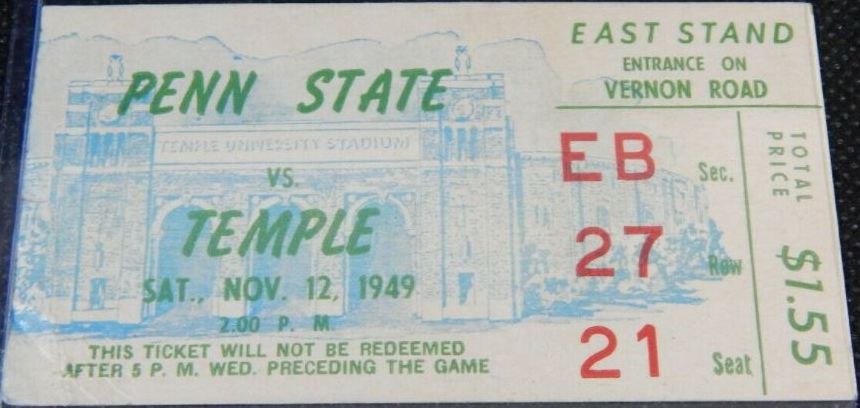 PENN STATE
TEMPLE UNIVERSITY STADIUM
VS.
TEMPLE
SAT., NOV. 12, 1949
2.00 P. M.
THIS TICKET WILL NOT BE REDEEMED
AFTER 5 P. M. WED. PRECEDING THE GAME
EAST STAND
ENTRANCE ON
VERNON ROAD
EB Sec.
27 Row
21 Seat
TOTAL
PRICE
$1.55